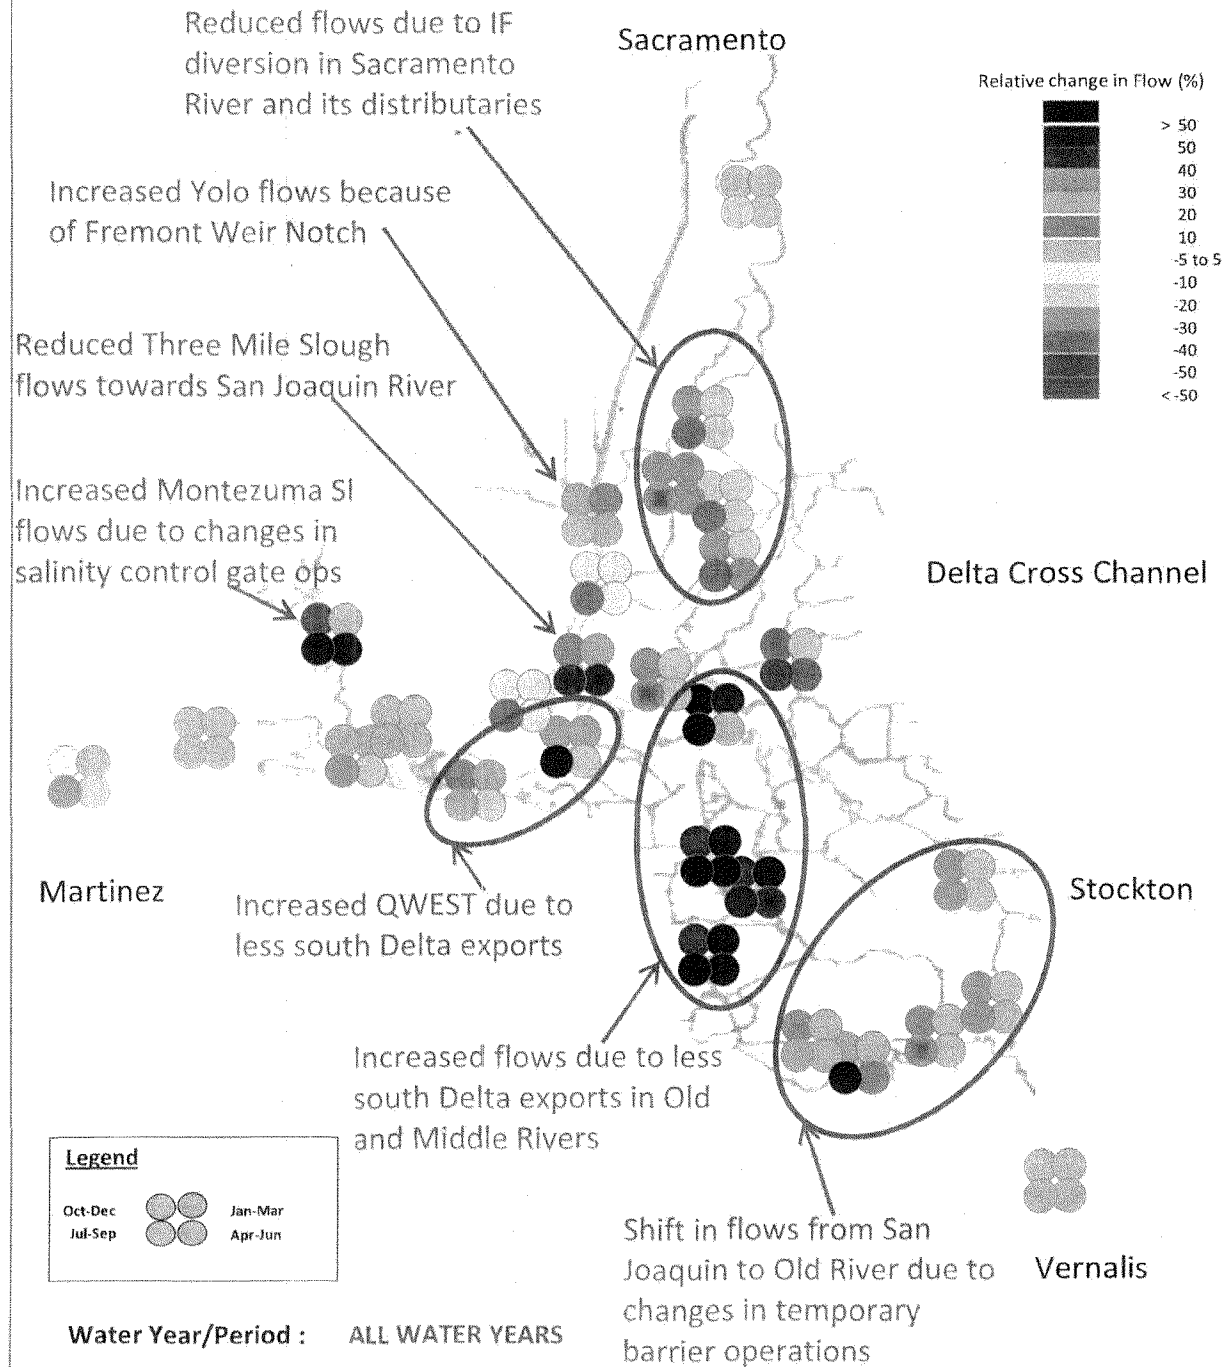 Reduced flows due to IF
diversion in Sacramento
River and its distributaries
Sacramento
Relative change in Flow (%)
> 50
50
40
30
20
10
-5 to 5
-10
-20
-30
-40
-50
< -50
Increased Yolo flows because
of Fremont Weir Notch
Reduced Three Mile Slough
flows towards San Joaquin River
Increased Montezuma Sl
flows due to changes in
salinity control gate ops
Delta Cross Channel
Martinez
Increased QWEST due to
less south Delta exports
Stockton
Increased flows due to less
south Delta exports in Old
and Middle Rivers
Legend
Oct-Dec
Jan-Mar
Jul-Sep
Apr-Jun
Shift in flows from San
Joaquin to Old River due to
changes in temporary
barrier operations
Vernalis
Water Year/Period : ALL WATER YEARS